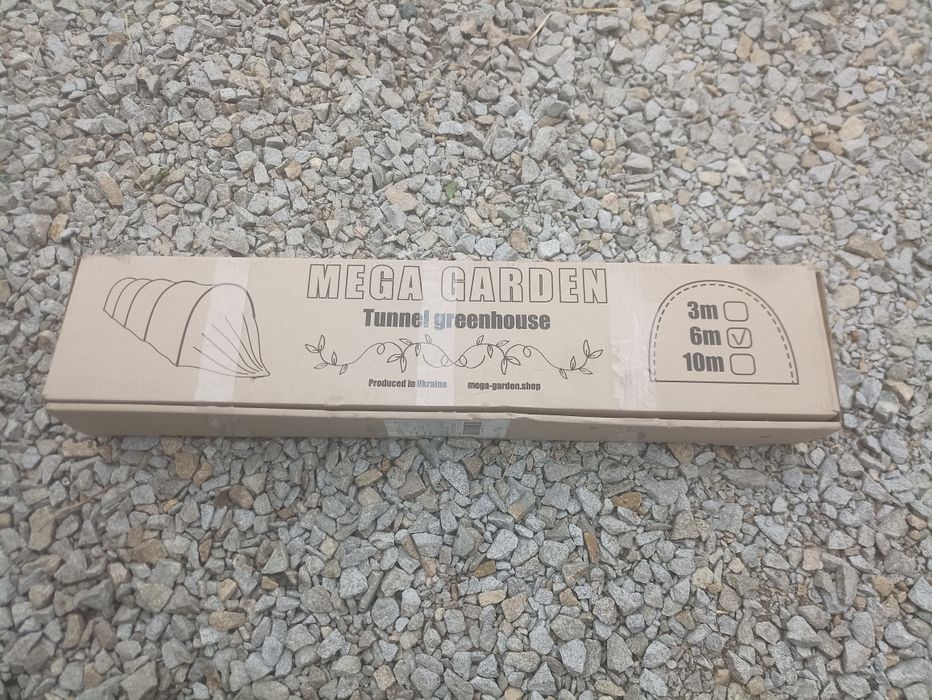 MEGA GARDEN
Tunnel greenhouse
Produced in Ukraine mega-garden.shop
3m
6m
10m